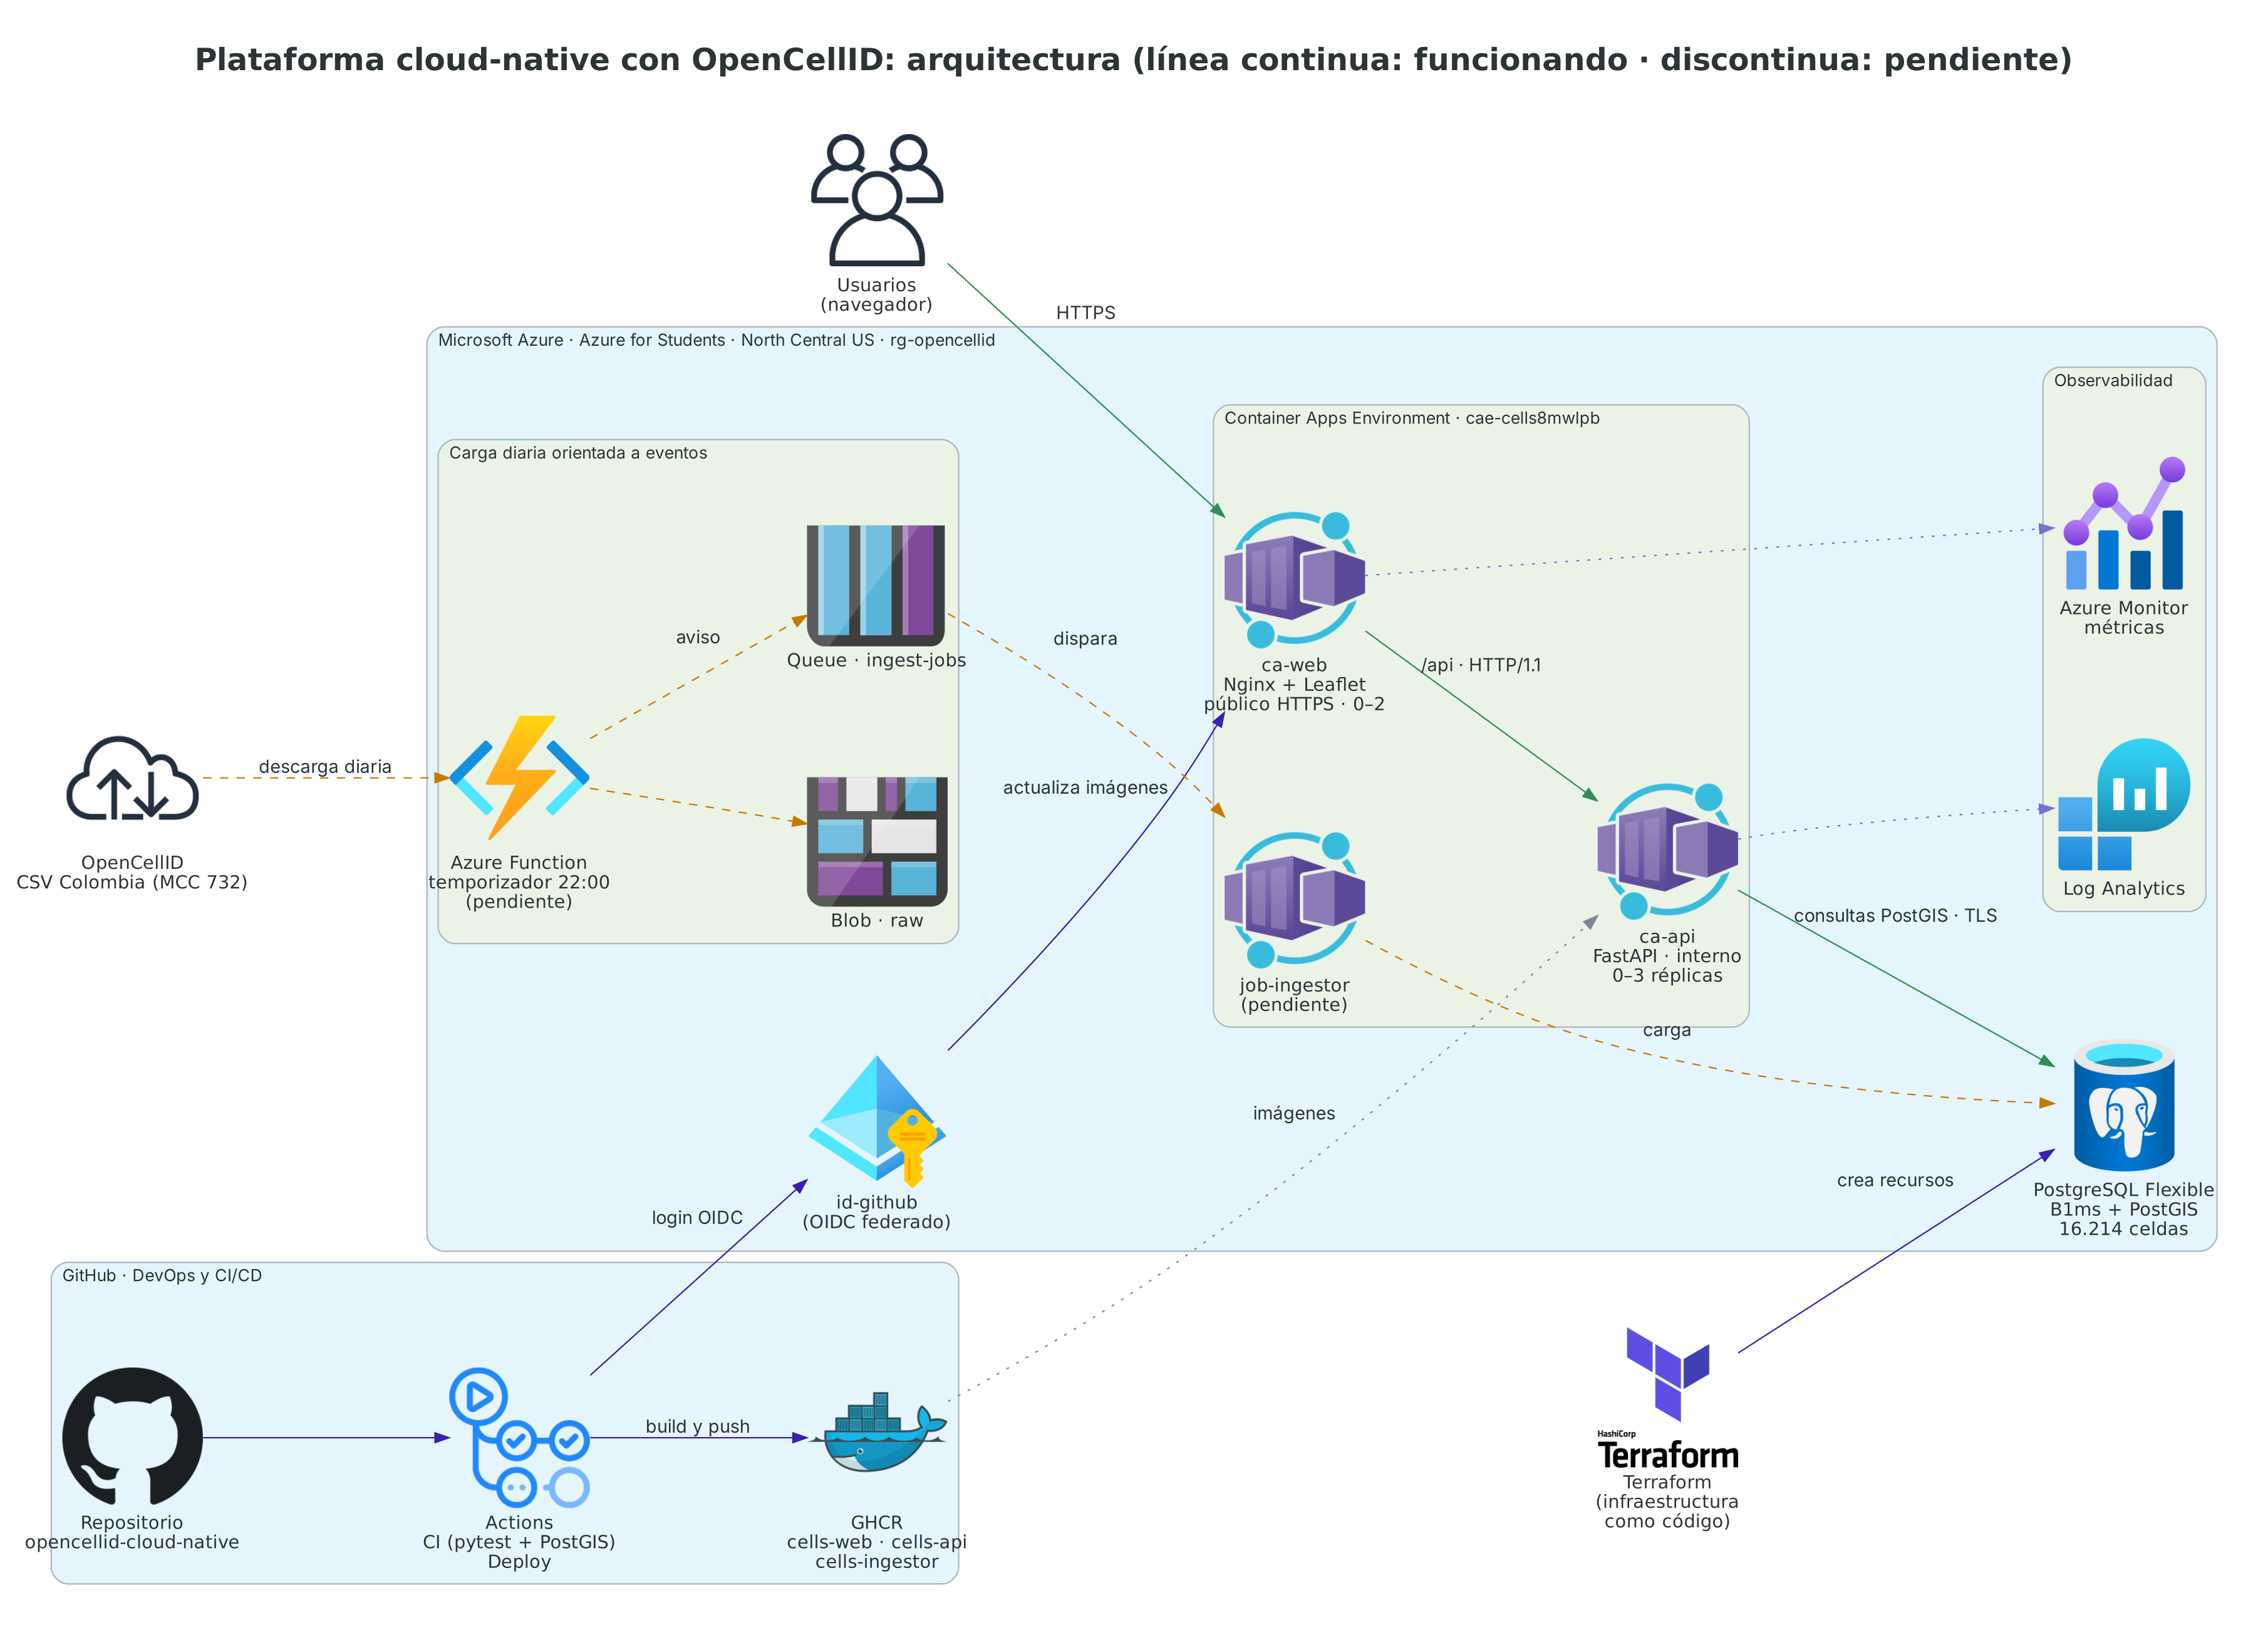 Plataforma cloud-native con OpenCellID: arquitectura (línea continua: funcionando · discontinua: pendiente)
Usuarios
(navegador)
HTTPS
Microsoft Azure · Azure for Students · North Central US · rg-opencellid
Observabilidad
Container Apps Environment · cae-cells8mwlpb
Carga diaria orientada a eventos
Azure Monitor
métricas
aviso
dispara
Queue · ingest-jobs
/api · HTTP/1.1
ca-web
Nginx + Leaflet
público HTTPS · 0–2
descarga diaria
actualiza imágenes
OpenCellID
CSV Colombia (MCC 732)
Azure Function
temporizador 22:00
(pendiente)
Blob · raw
Log Analytics
consultas PostGIS · TLS
ca-api
FastAPI · interno
0–3 réplicas
job-ingestor
(pendiente)
carga
imágenes
crea recursos
PostgreSQL Flexible
B1ms + PostGIS
16.214 celdas
id-github
(OIDC federado)
login OIDC
GitHub · DevOps y CI/CD
build y push
HashiCorp
Terraform
Terraform
(infraestructura
como código)
Repositorio
opencellid-cloud-native
Actions
CI (pytest + PostGIS)
Deploy
GHCR
cells-web · cells-api
cells-ingestor